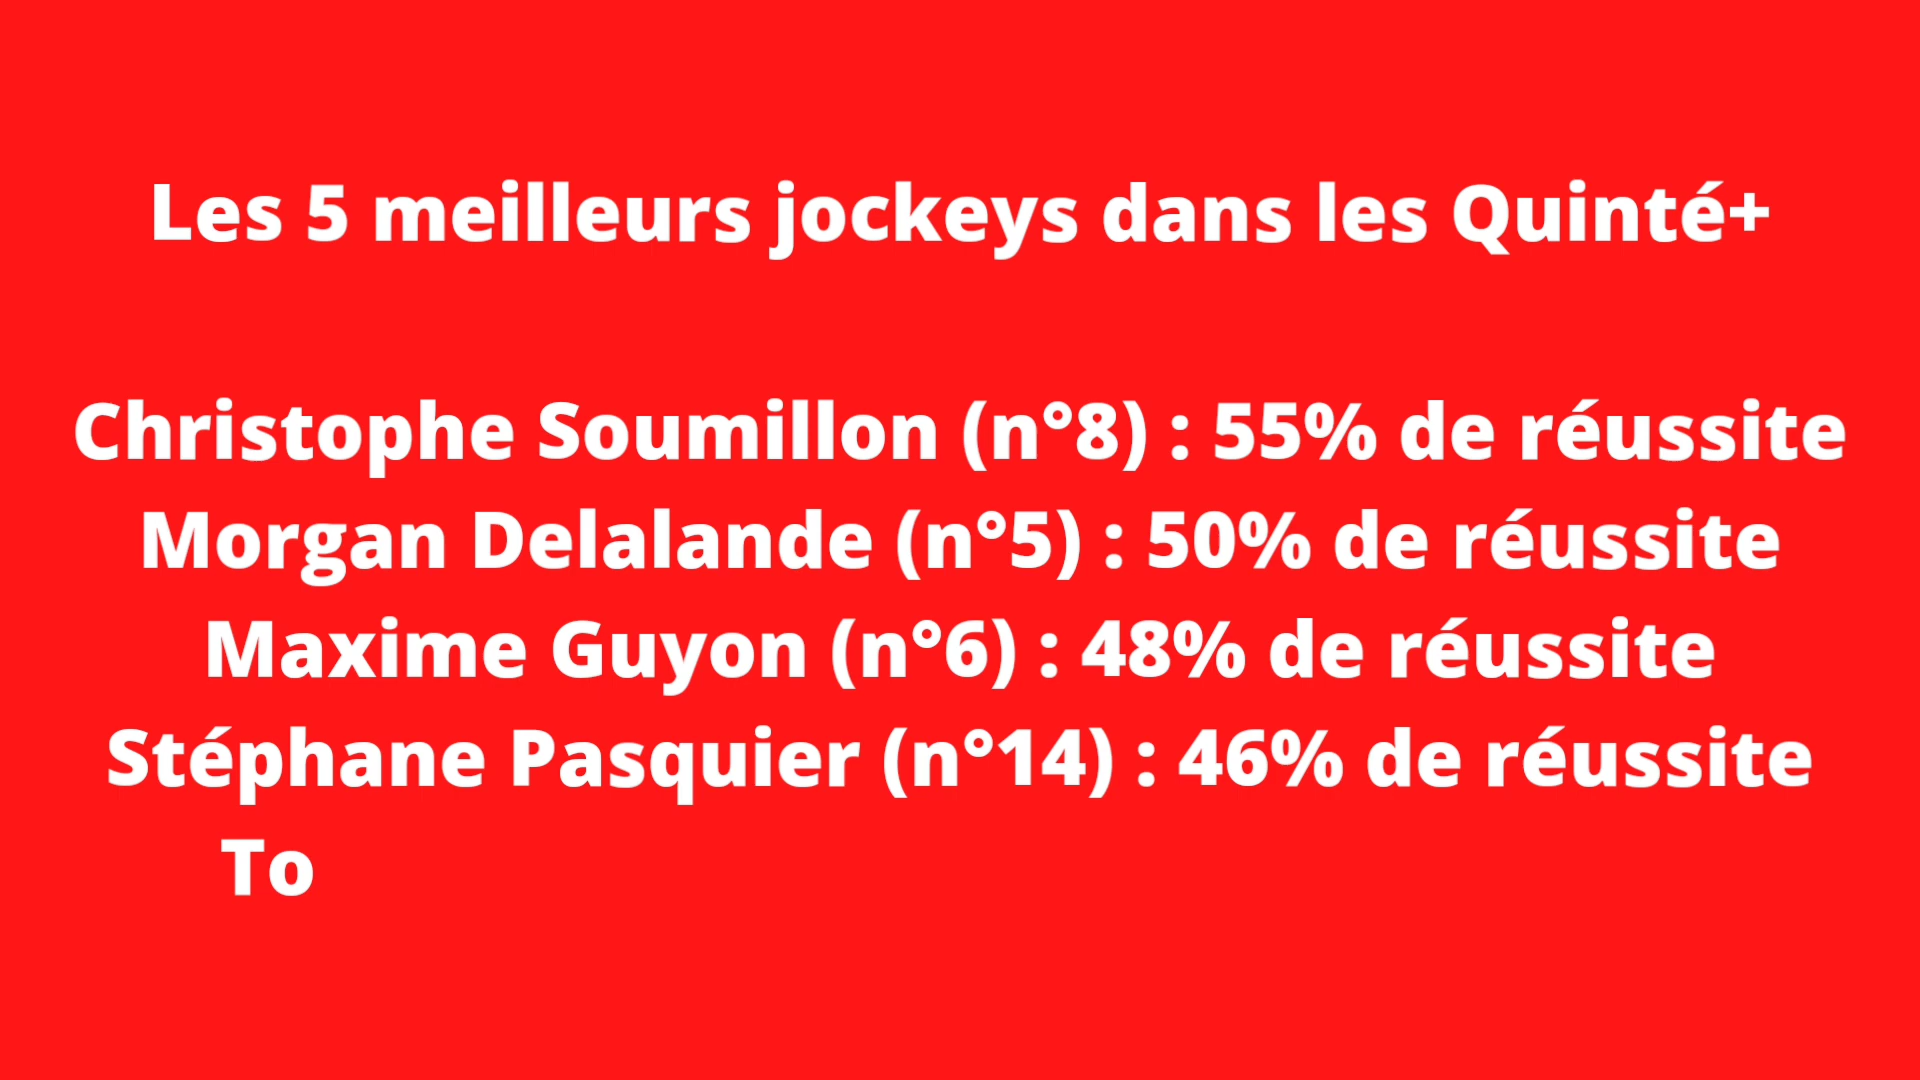 Les 5 meilleurs jockeys dans les Quinté+
Christophe Soumillon (n°8) : 55% de réussite
Morgan Delalande (n°5) : 50% de réussite
Maxime Guyon (n°6) : 48% de réussite
Stéphane Pasquier (n°14) : 46% de réussite
To